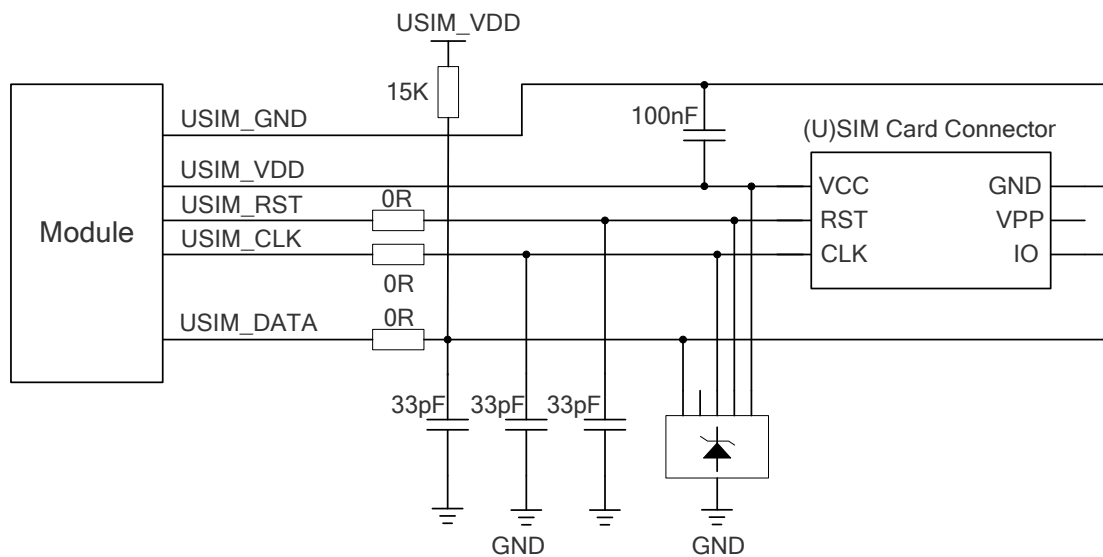 USIM_VDD
15K
USIM_GND
100nF
(U)SIM Card Connector
USIM_VDD
VCC
GND
USIM_RST
0R
RST
VPP
Module
USIM_CLK
CLK
IO
0R
USIM_DATA
0R
33pF
33pF
33pF
GND
GND